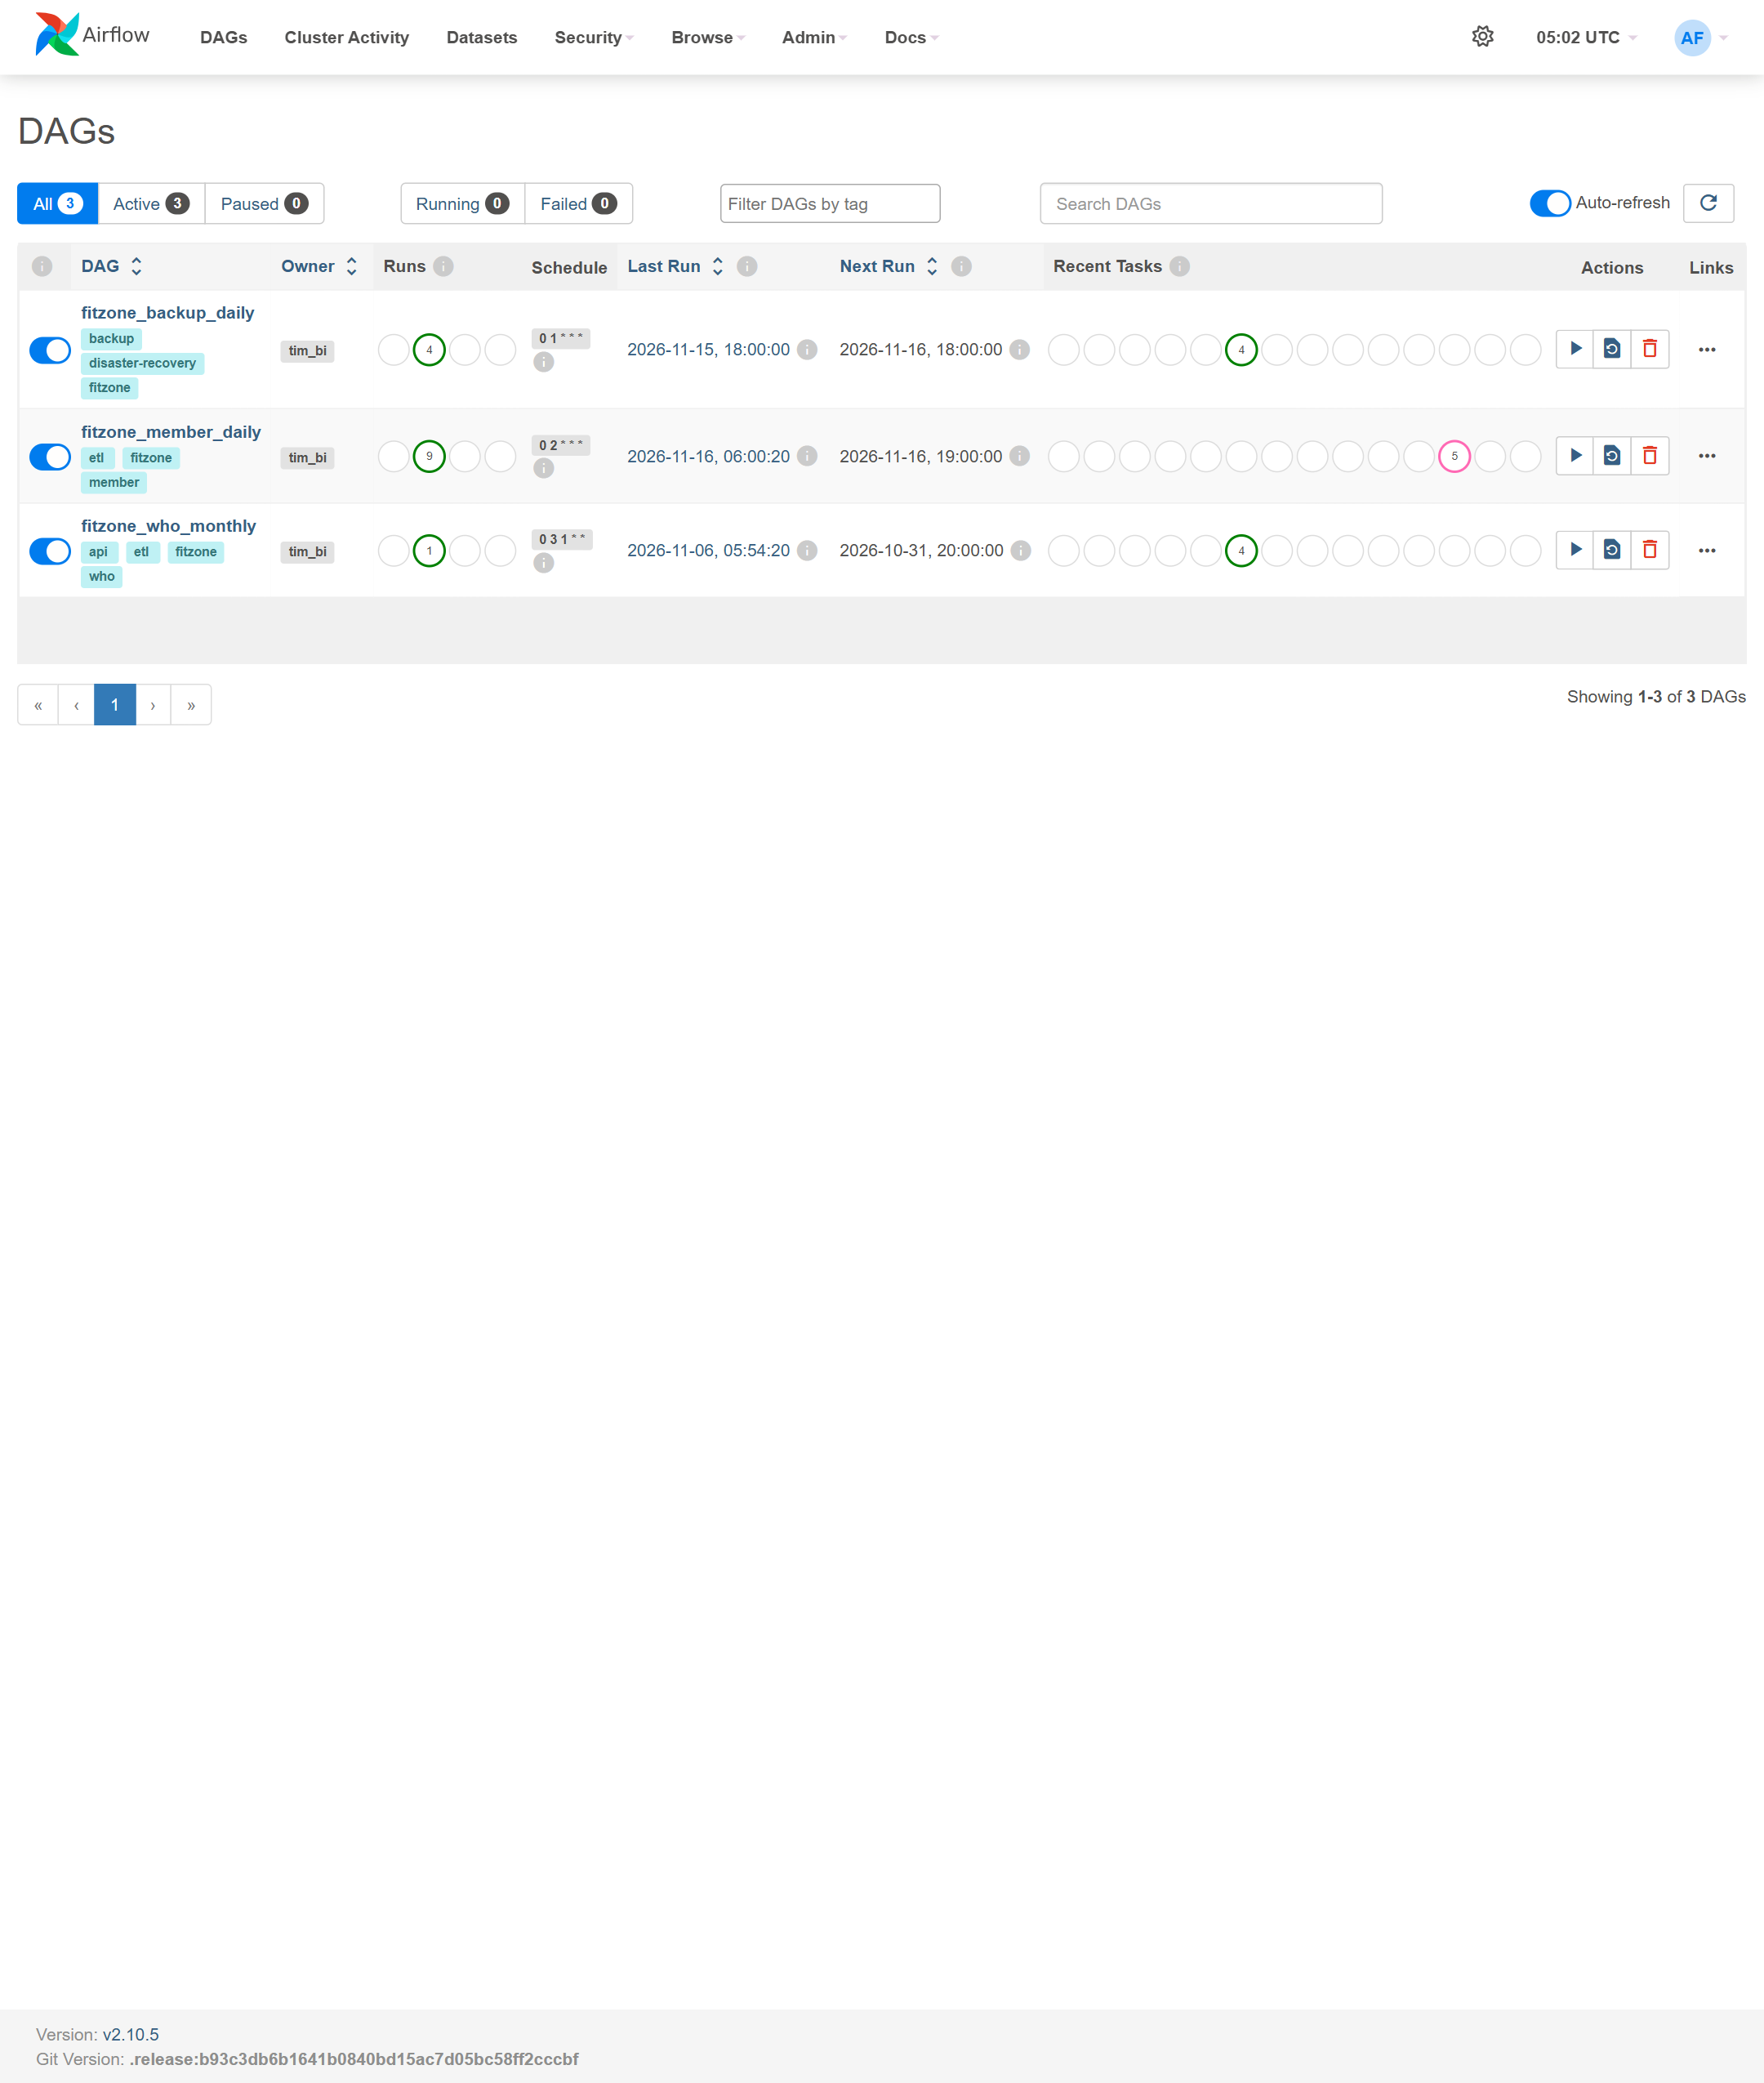 Airflow DAGs Cluster Activity Datasets Security Browse Admin Docs 05:02 UTC AF
DAGs
All 3 Active 3 Paused 0 Running 0 Failed 0 Filter DAGs by tag Search DAGs Auto-refresh
i DAG Owner Runs i Schedule Last Run i Next Run i Recent Tasks i Actions Links
fitzone_backup_daily
backup
disaster-recovery
fitzone
tim_bi 4 0 1 * * * i 2026-11-15, 18:00:00 i 2026-11-16, 18:00:00 i 4
fitzone_member_daily
etl fitzone
member
tim_bi 9 0 2 * * * i 2026-11-16, 06:00:20 i 2026-11-16, 19:00:00 i 5
fitzone_who_monthly
api etl fitzone
who
tim_bi 1 0 3 1 * * i 2026-11-06, 05:54:20 i 2026-10-31, 20:00:00 i 4
« ‹ 1 › » Showing 1-3 of 3 DAGs
Version: v2.10.5
Git Version: .release:b93c3db6b1641b0840bd15ac7d05bc58ff2cccbf